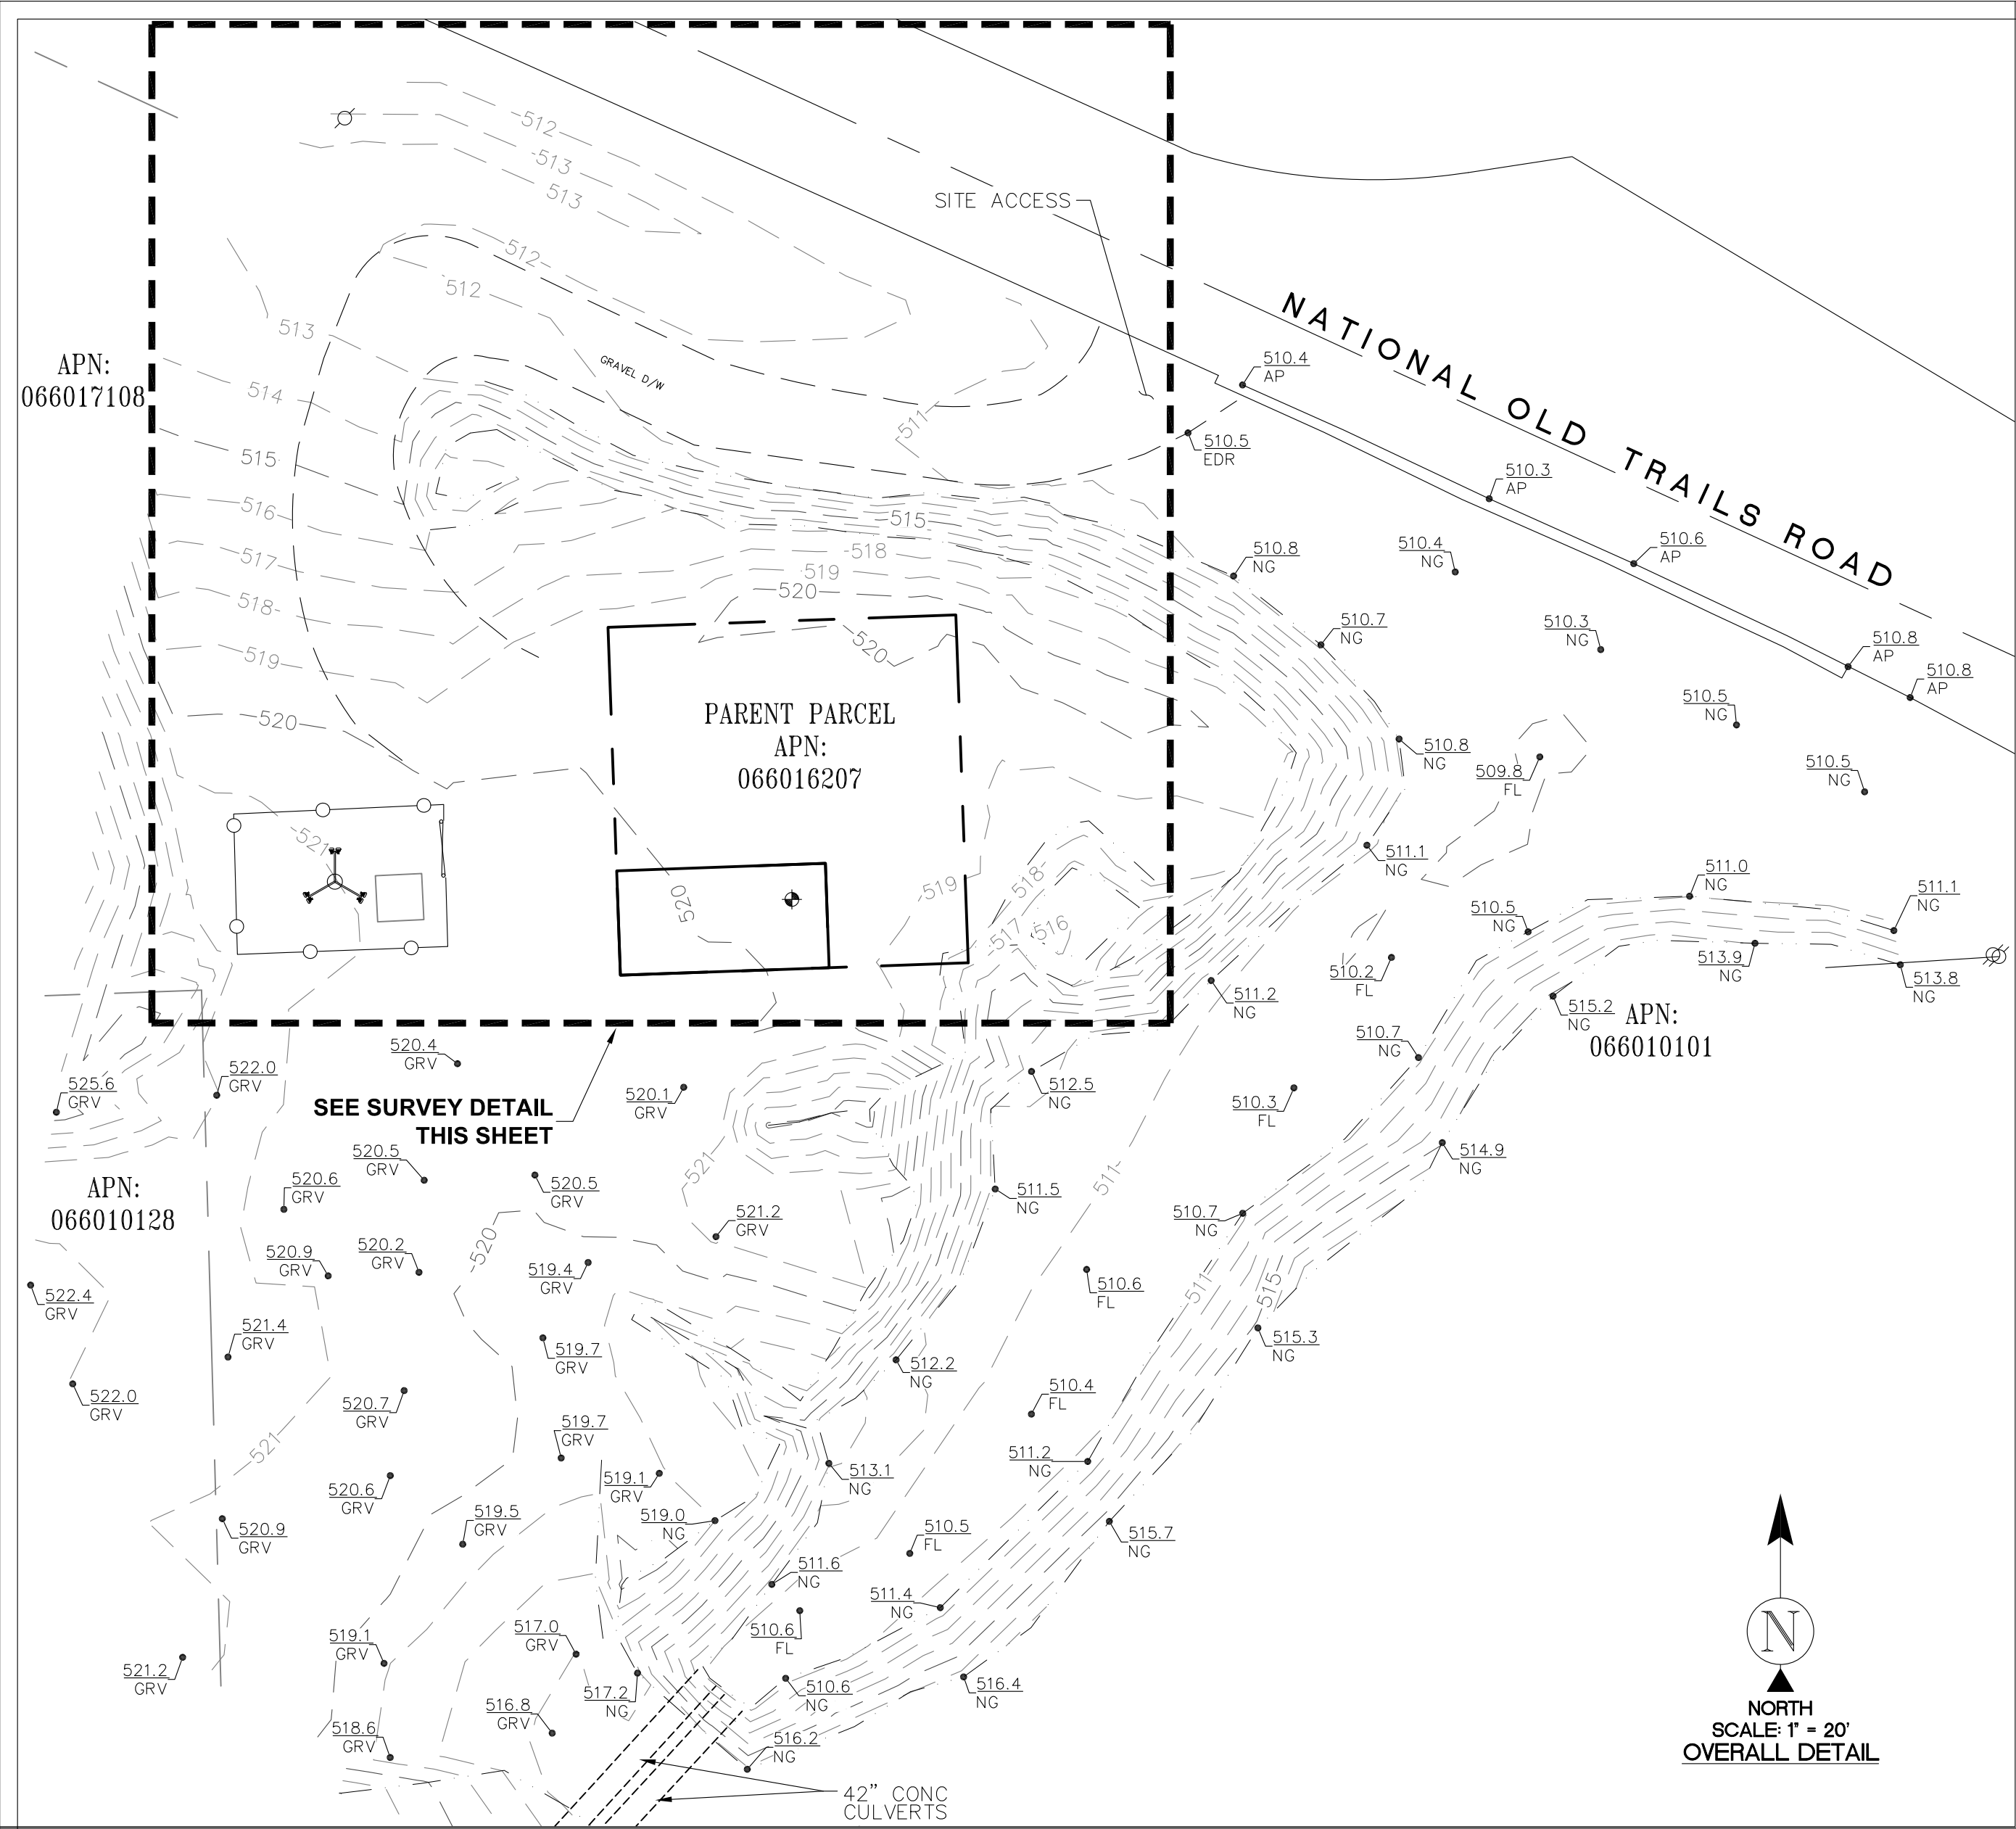 -512-
-513-
-513
SITE ACCESS
-512-
-512
NATIONAL OLD TRAILS ROAD
513
GRAVEL D/W
APN:
066017108
510.4
AP
514
-511-
510.5
EDR
515
510.3
AP
-516-
-515-
510.6
AP
-517
-518
510.8
NG
510.4
NG
-519
520
518-
510.7
NG
510.3
NG
-519-
-520-
510.8
AP
510.8
AP
-520-
PARENT PARCEL
APN:
066016207
510.5
NG
510.8
NG
509.8
FL
510.5
NG
-521
511.1
NG
520
-519-
518-
511.0
NG
511.1
NG
510.5
NG
-517
-516
513.9
NG
510.2
FL
513.8
NG
511.2
NG
515.2
NG
APN:
066010101
510.7
NG
520.4
GRV
522.0
GRV
525.6
GRV
520.1
GRV
512.5
NG
510.3
FL
SEE SURVEY DETAIL
THIS SHEET
520.5
GRV
520.6
GRV
520.5
GRV
-521-
511-
514.9
NG
APN:
066010128
511.5
NG
521.2
GRV
510.7
NG
520.9
GRV
520.2
GRV
-520-
519.4
GRV
510.6
FL
-511-
515
522.4
GRV
521.4
GRV
519.7
GRV
515.3
NG
512.2
NG
522.0
GRV
520.7
GRV
510.4
FL
519.7
GRV
-521-
511.2
NG
513.1
NG
519.1
GRV
520.6
GRV
519.5
GRV
519.0
NG
520.9
GRV
510.5
FL
515.7
NG
511.6
NG
511.4
NG
510.6
FL
519.1
GRV
517.0
GRV
521.2
GRV
517.2
NG
510.6
NG
516.4
NG
516.8
GRV
518.6
GRV
516.2
NG
42" CONC
CULVERTS
N
NORTH
SCALE: 1" = 20'
OVERALL DETAIL